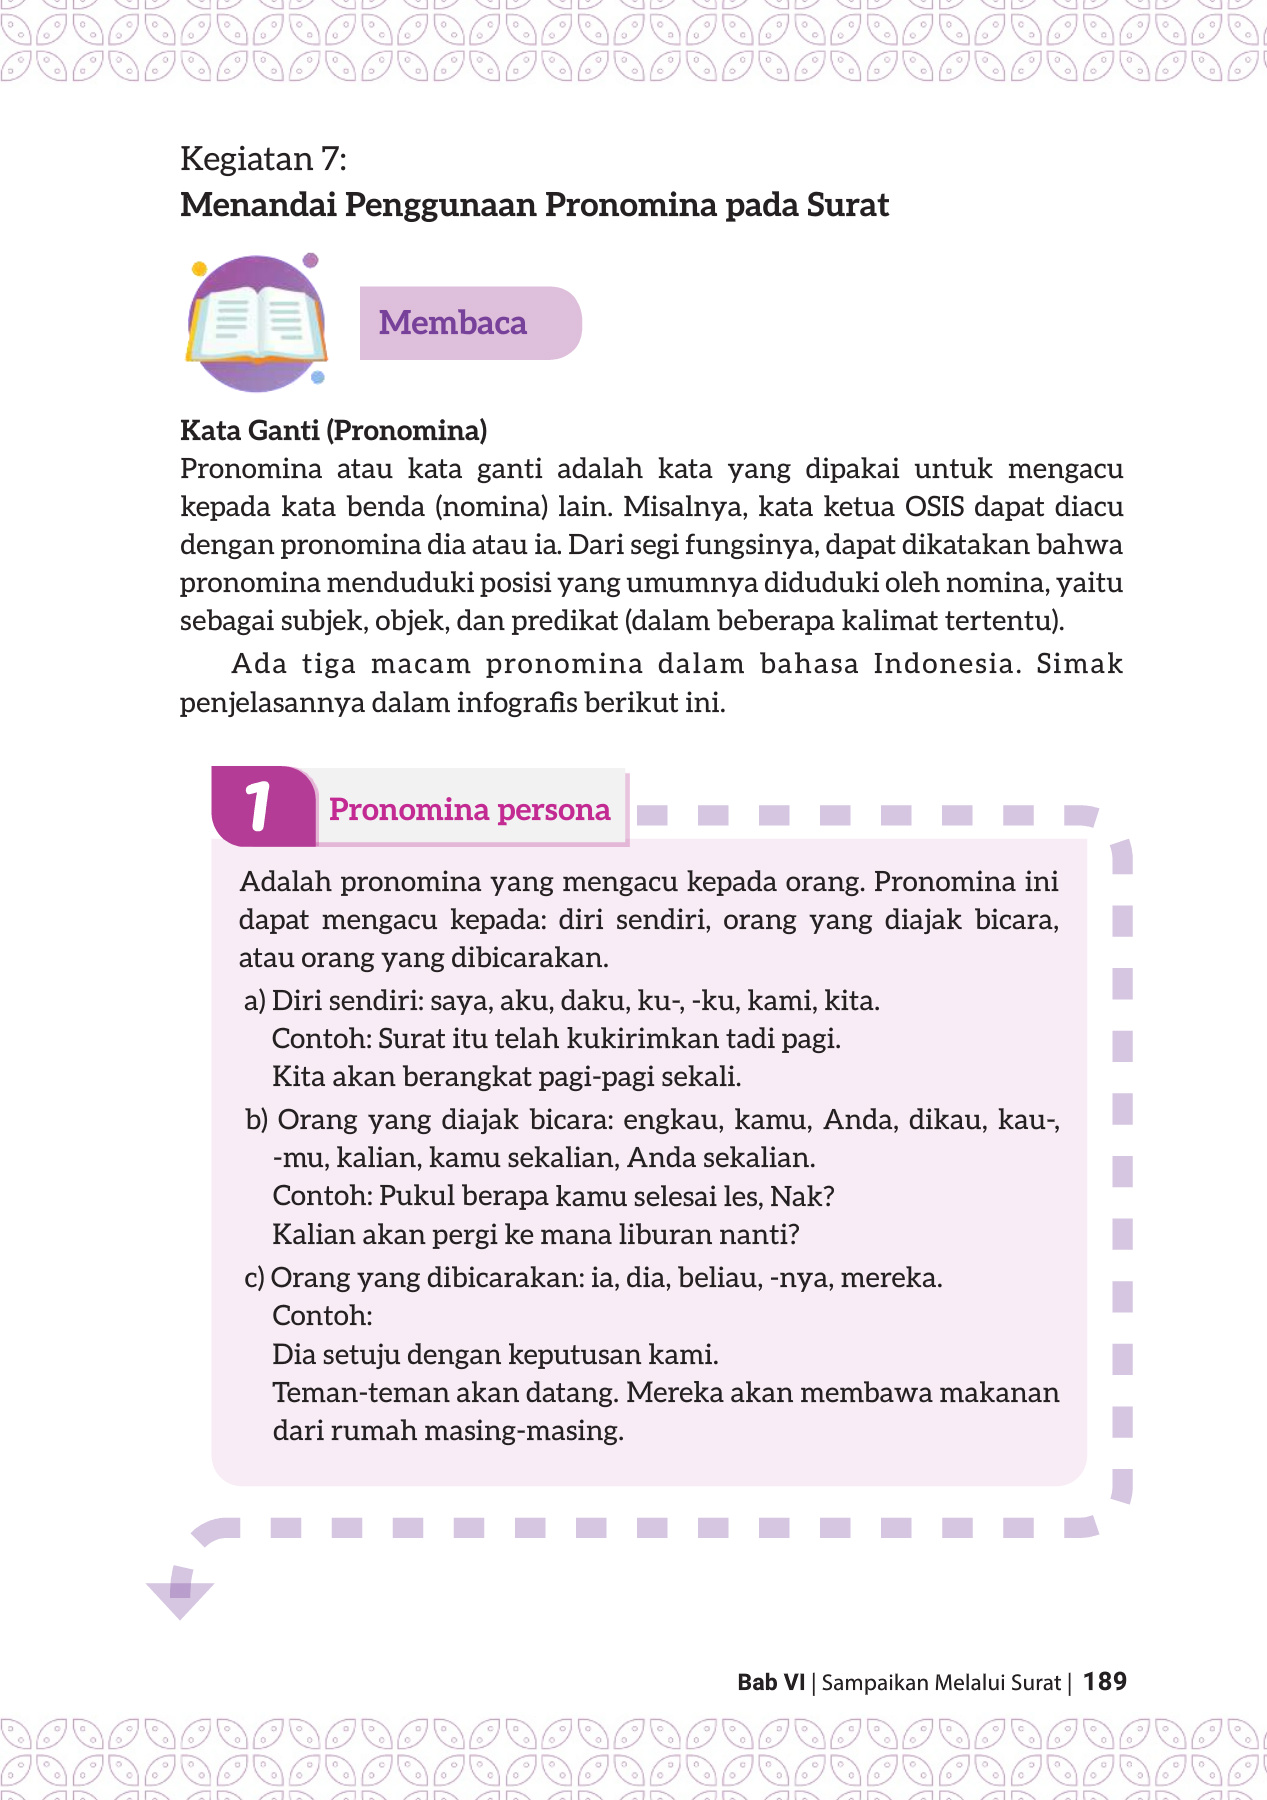 Kegiatan 7:
Menandai Penggunaan Pronomina pada Surat
Membaca
Kata Ganti (Pronomina)
Pronomina atau kata ganti adalah kata yang dipakai untuk mengacu
kepada kata benda (nomina) lain. Misalnya, kata ketua OSIS dapat diacu
dengan pronomina dia atau ia. Dari segi fungsinya, dapat dikatakan bahwa
pronomina menduduki posisi yang umumnya diduduki oleh nomina, yaitu
sebagai subjek, objek, dan predikat (dalam beberapa kalimat tertentu).
Ada tiga macam pronomina dalam bahasa Indonesia. Simak
penjelasannya dalam infografis berikut ini.
1 Pronomina persona
Adalah pronomina yang mengacu kepada orang. Pronomina ini
dapat mengacu kepada: diri sendiri, orang yang diajak bicara,
atau orang yang dibicarakan.
a) Diri sendiri: saya, aku, daku, ku-, -ku, kami, kita.
Contoh: Surat itu telah kukirimkan tadi pagi.
Kita akan berangkat pagi-pagi sekali.
b) Orang yang diajak bicara: engkau, kamu, Anda, dikau, kau-,
-mu, kalian, kamu sekalian, Anda sekalian.
Contoh: Pukul berapa kamu selesai les, Nak?
Kalian akan pergi ke mana liburan nanti?
c) Orang yang dibicarakan: ia, dia, beliau, -nya, mereka.
Contoh:
Dia setuju dengan keputusan kami.
Teman-teman akan datang. Mereka akan membawa makanan
dari rumah masing-masing.
Bab VI | Sampaikan Melalui Surat | 189